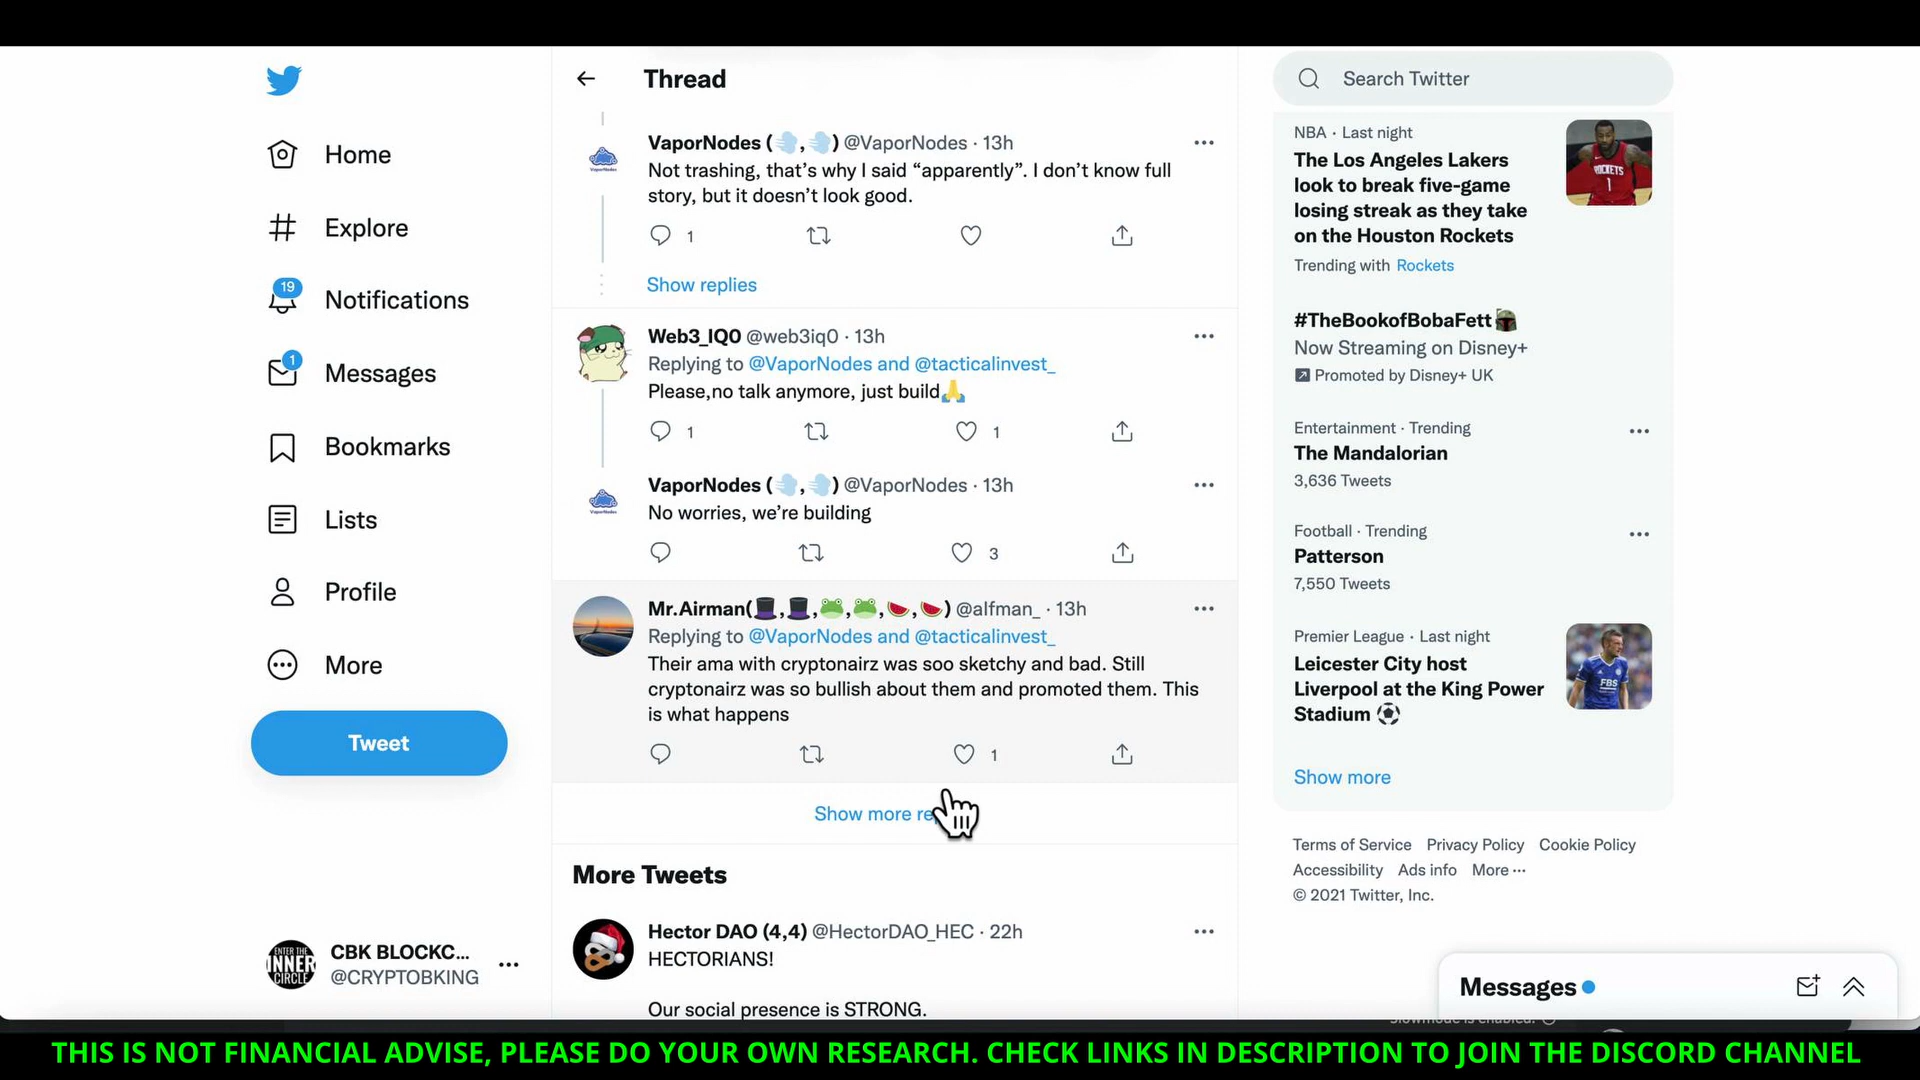 Home
Explore
19
Notifications
1
Messages
Bookmarks
Lists
Profile
More
Tweet
ENTER THE
INNER
CIRCLE
CBK BLOCKC...
@CRYPTOBKING
Thread
VaporNodes (💨,💨) @VaporNodes · 13h
Not trashing, that’s why I said “apparently”. I don’t know full
story, but it doesn’t look good.
1
Show replies
Web3_IQ0 @web3iq0 · 13h
Replying to @VaporNodes and @tacticalinvest_
Please,no talk anymore, just build🙏
1 1
VaporNodes (💨,💨) @VaporNodes · 13h
No worries, we’re building
3
Mr.Airman(🎩,🎩,🐸,🐸,🍉,🍉) @alfman_ · 13h
Replying to @VaporNodes and @tacticalinvest_
Their ama with cryptonairz was soo sketchy and bad. Still
cryptonairz was so bullish about them and promoted them. This
is what happens
1
Show more re
More Tweets
Hector DAO (4,4) @HectorDAO_HEC · 22h
HECTORIANS!
Our social presence is STRONG.
Search Twitter
NBA · Last night
The Los Angeles Lakers
look to break five-game
losing streak as they take
on the Houston Rockets
Trending with Rockets
ROCKETS
1
#TheBookofBobaFett
Now Streaming on Disney+
Promoted by Disney+ UK
Entertainment · Trending
The Mandalorian
3,636 Tweets
Football · Trending
Patterson
7,550 Tweets
Premier League · Last night
Leicester City host
Liverpool at the King Power
Stadium ⚽
FBS
Show more
Terms of Service Privacy Policy Cookie Policy
Accessibility Ads info More ···
© 2021 Twitter, Inc.
Messages
THIS IS NOT FINANCIAL ADVISE, PLEASE DO YOUR OWN RESEARCH. CHECK LINKS IN DESCRIPTION TO JOIN THE DISCORD CHANNEL